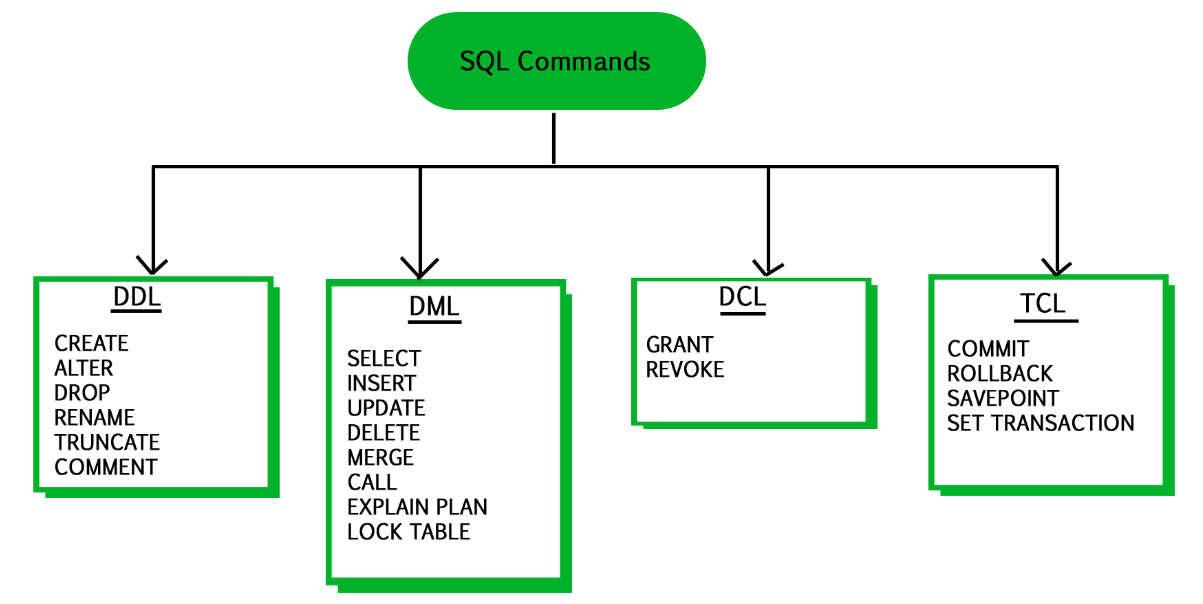 SQL Commands
DDL
CREATE
ALTER
DROP
RENAME
TRUNCATE
COMMENT
DML
SELECT
INSERT
UPDATE
DELETE
MERGE
CALL
EXPLAIN PLAN
LOCK TABLE
DCL
GRANT
REVOKE
TCL
COMMIT
ROLLBACK
SAVEPOINT
SET TRANSACTION